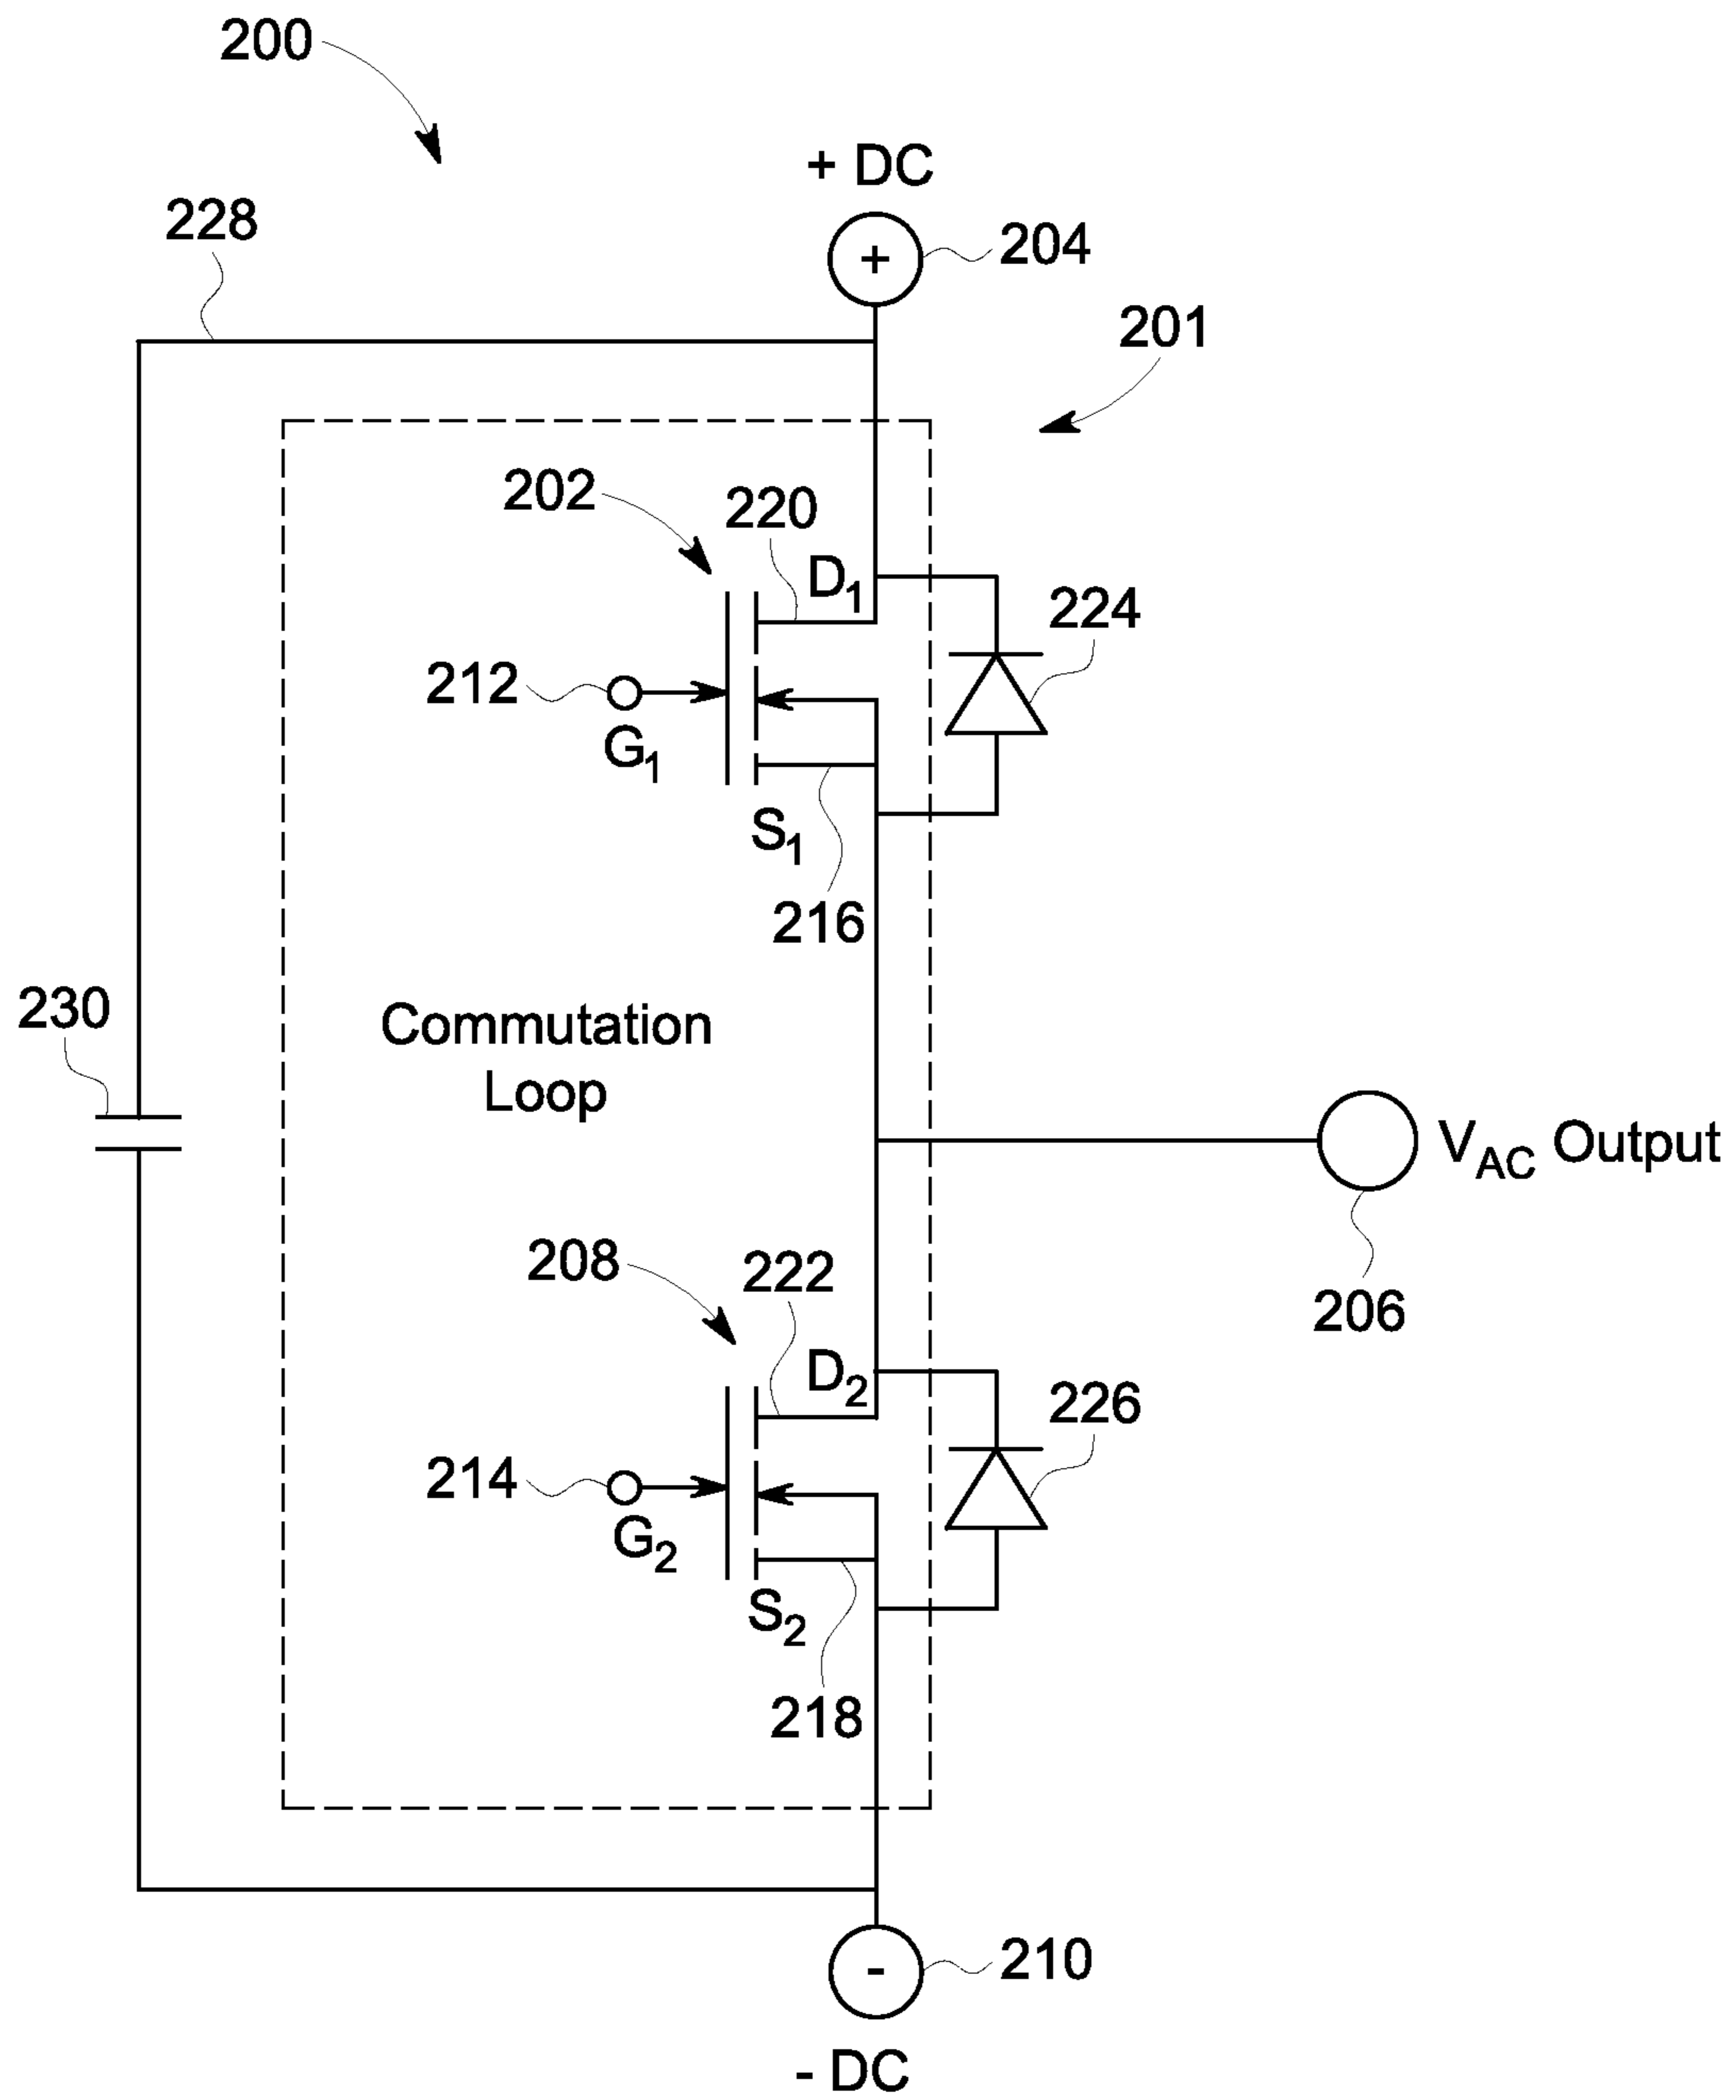 200
+ DC
228
+
204
201
202
220
D1
224
212
G1
S1
216
230
Commutation
Loop
VAC Output
208
222
206
D2
226
214
G2
S2
218
-
210
- DC